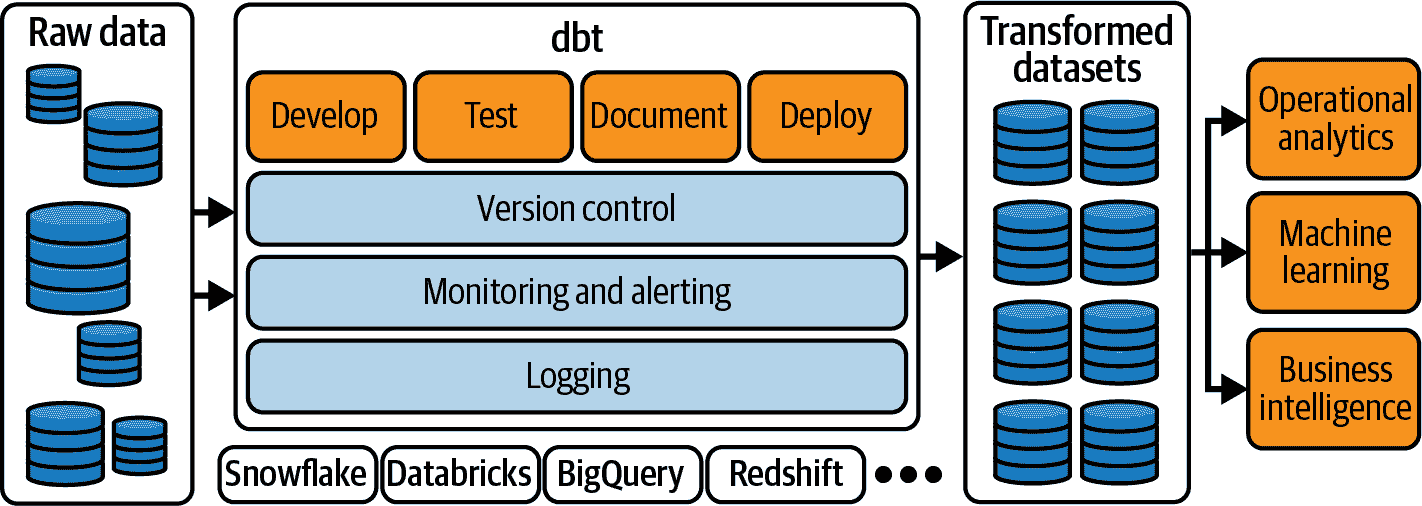 Raw data
dbt
Develop
Test
Document
Deploy
Version control
Monitoring and alerting
Logging
Snowflake
Databricks
BigQuery
Redshift
Transformed
datasets
Operational
analytics
Machine
learning
Business
intelligence